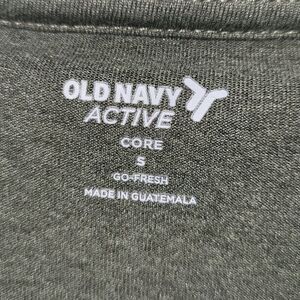 OLD NAVY
ACTIVE
CORE
S
GO-FRESH
MADE IN GUATEMALA